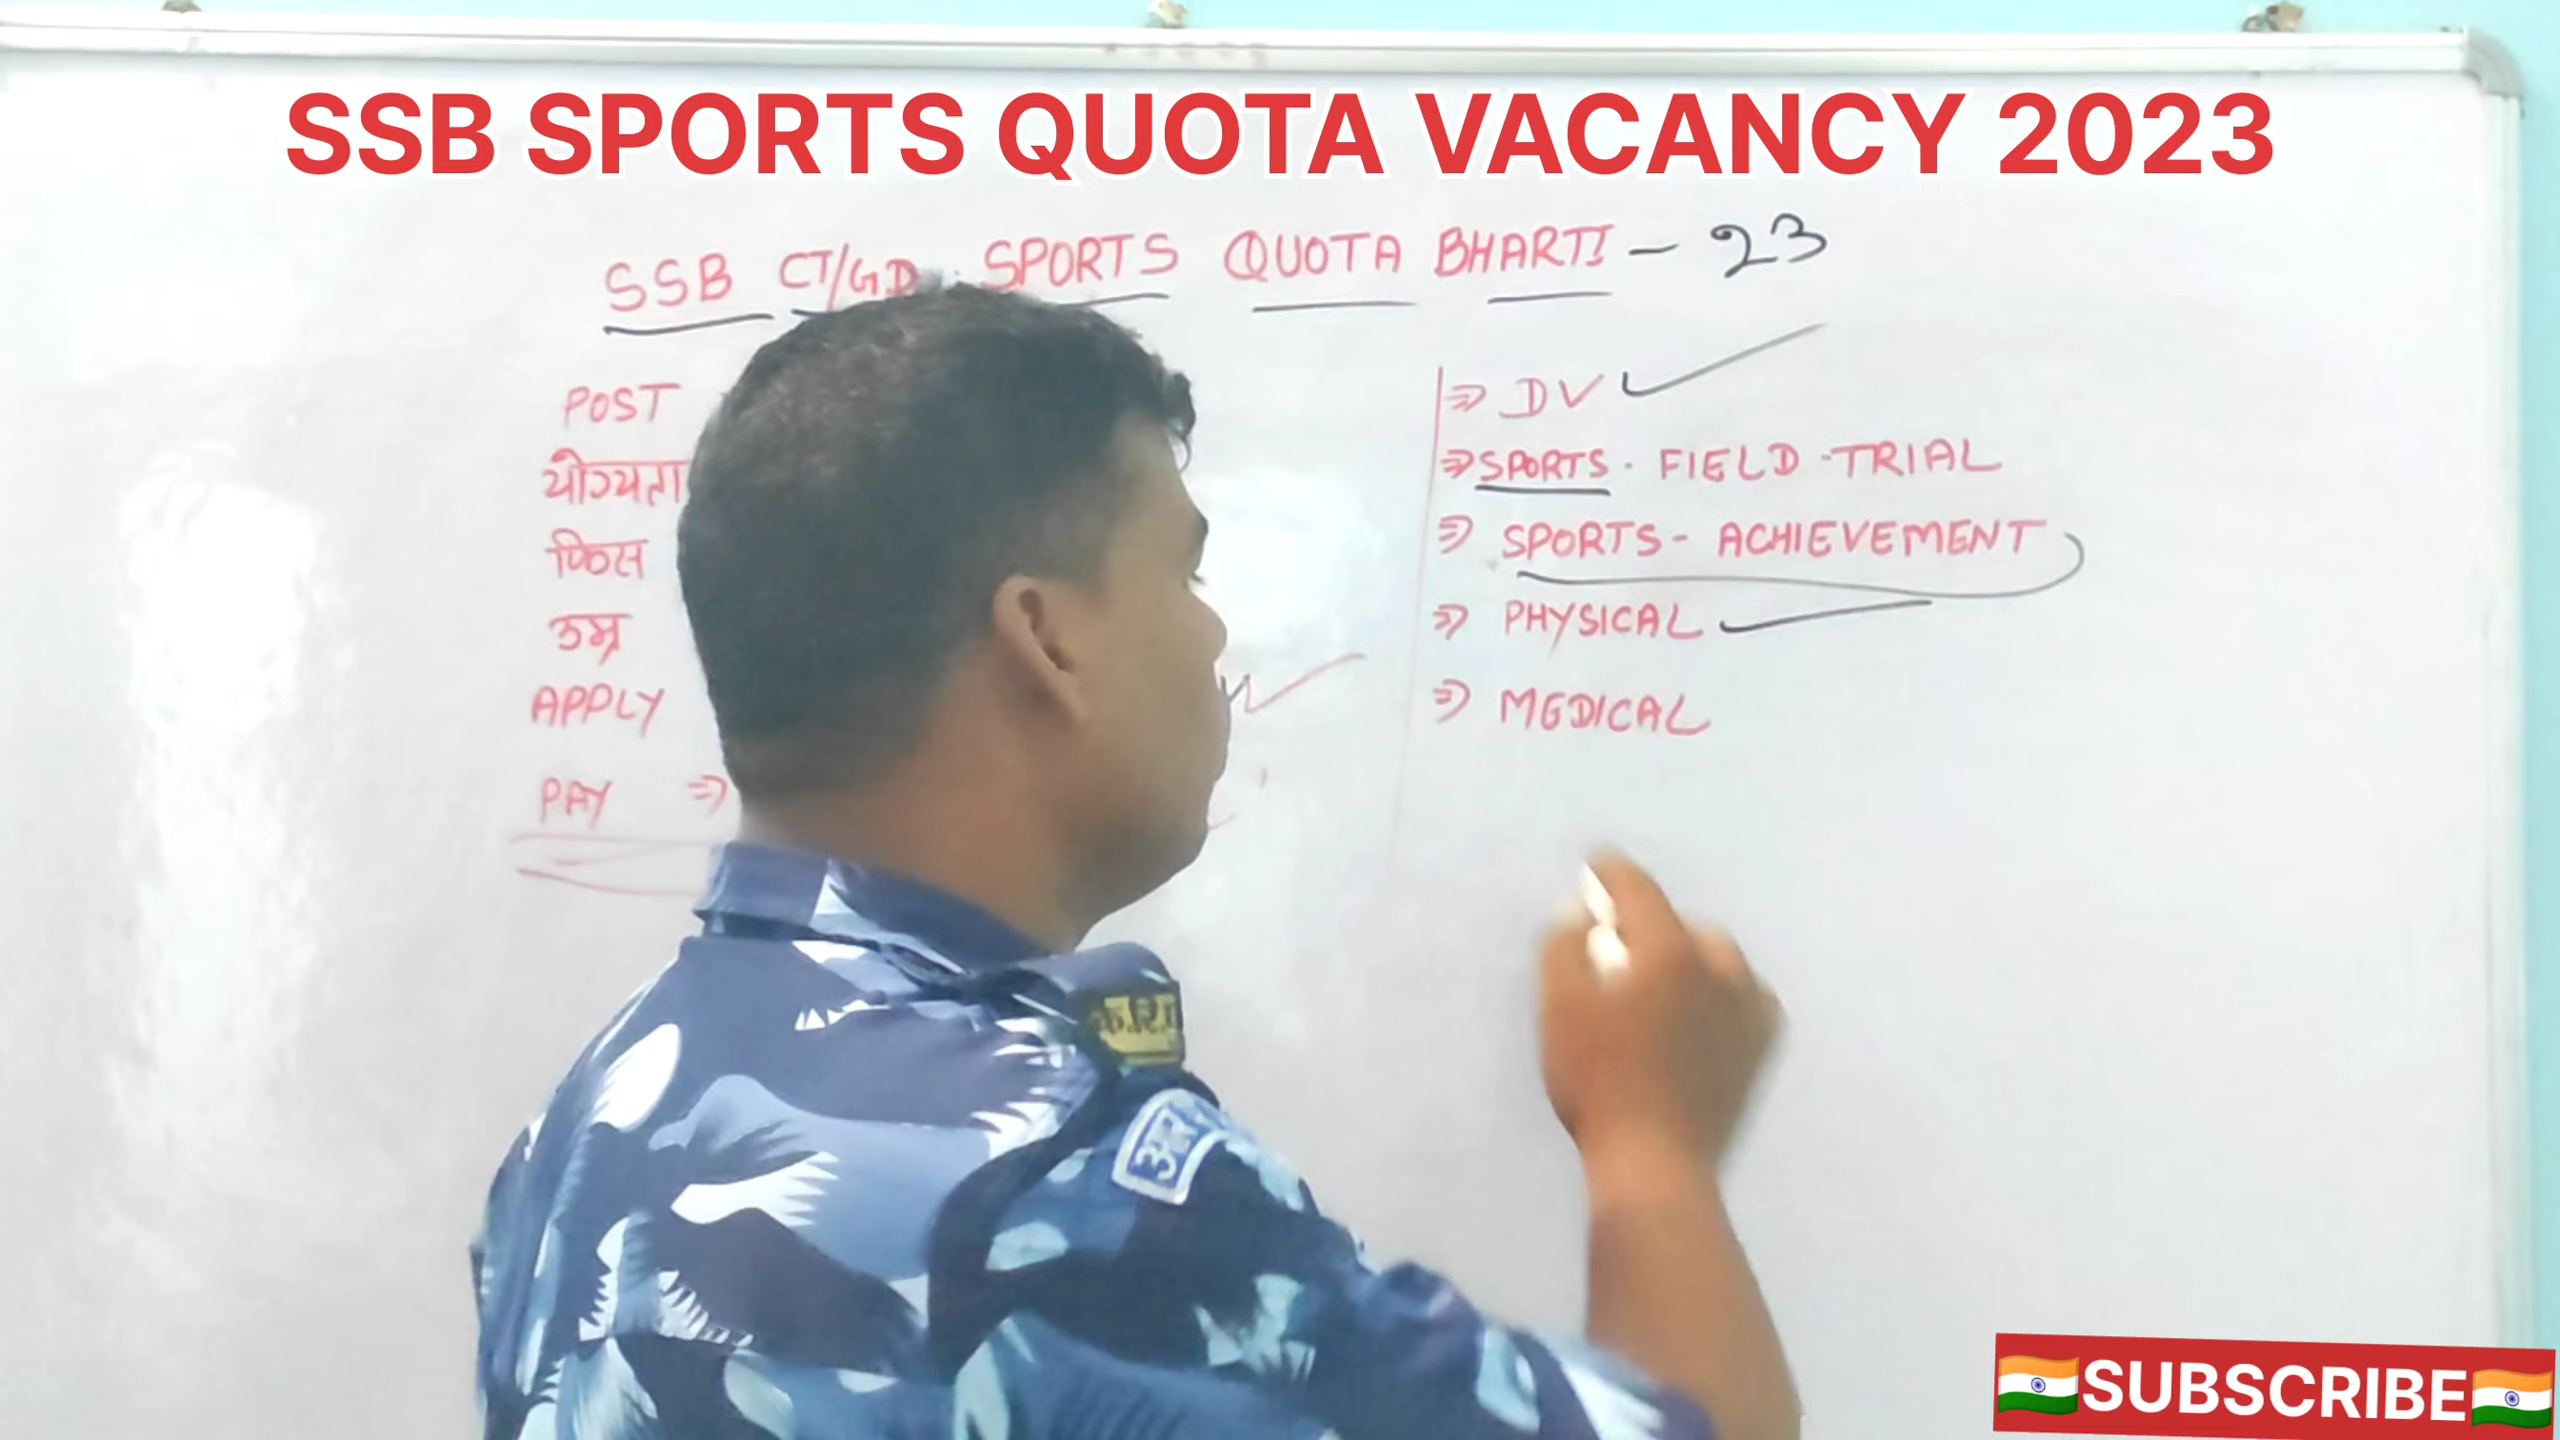 SSB SPORTS QUOTA VACANCY 2023
SSB CT/GD SPORTS QUOTA BHARTI - 23
POST
योग्यता
फिस
उम्र
APPLY
PAY ⇒
⇒ DV
⇒ SPORTS. FIELD-TRIAL
⇒ SPORTS- ACHIEVEMENT
⇒ PHYSICAL
⇒ MEDICAL
🇮🇳SUBSCRIBE🇮🇳